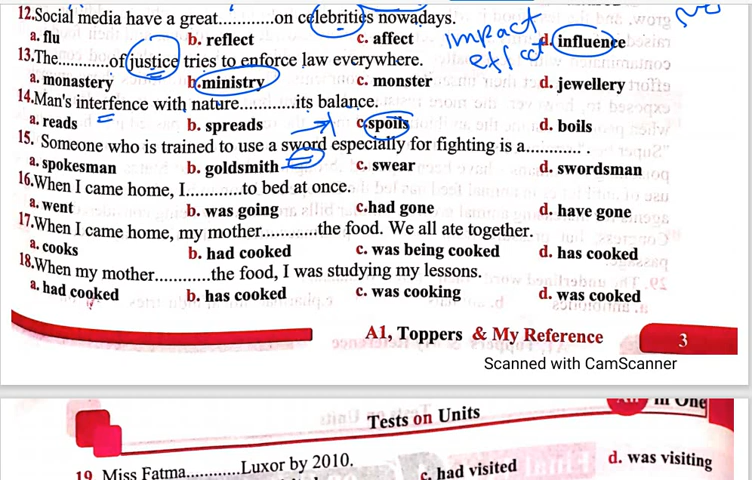 12.Social media have a great............on celebrities nowadays.
a. flu b. reflect c. affect d. influence
impact
effect
No
13.The............of justice tries to enforce law everywhere.
a. monastery b.ministry c. monster d. jewellery
14.Man's interfence with nature............its balance.
a. reads b. spreads c.spoils d. boils
15. Someone who is trained to use a sword especially for fighting is a............ .
a. spokesman b. goldsmith c. swear d. swordsman
16.When I came home, I............to bed at once.
a. went b. was going c.had gone d. have gone
17.When I came home, my mother............the food. We all ate together.
a. cooks b. had cooked c. was being cooked d. has cooked
18.When my mother............the food, I was studying my lessons.
a. had cooked b. has cooked c. was cooking d. was cooked
A1, Toppers & My Reference 3
Scanned with CamScanner
in One
Tests on Units
19 Miss Fatma............Luxor by 2010.
c. had visited d. was visiting